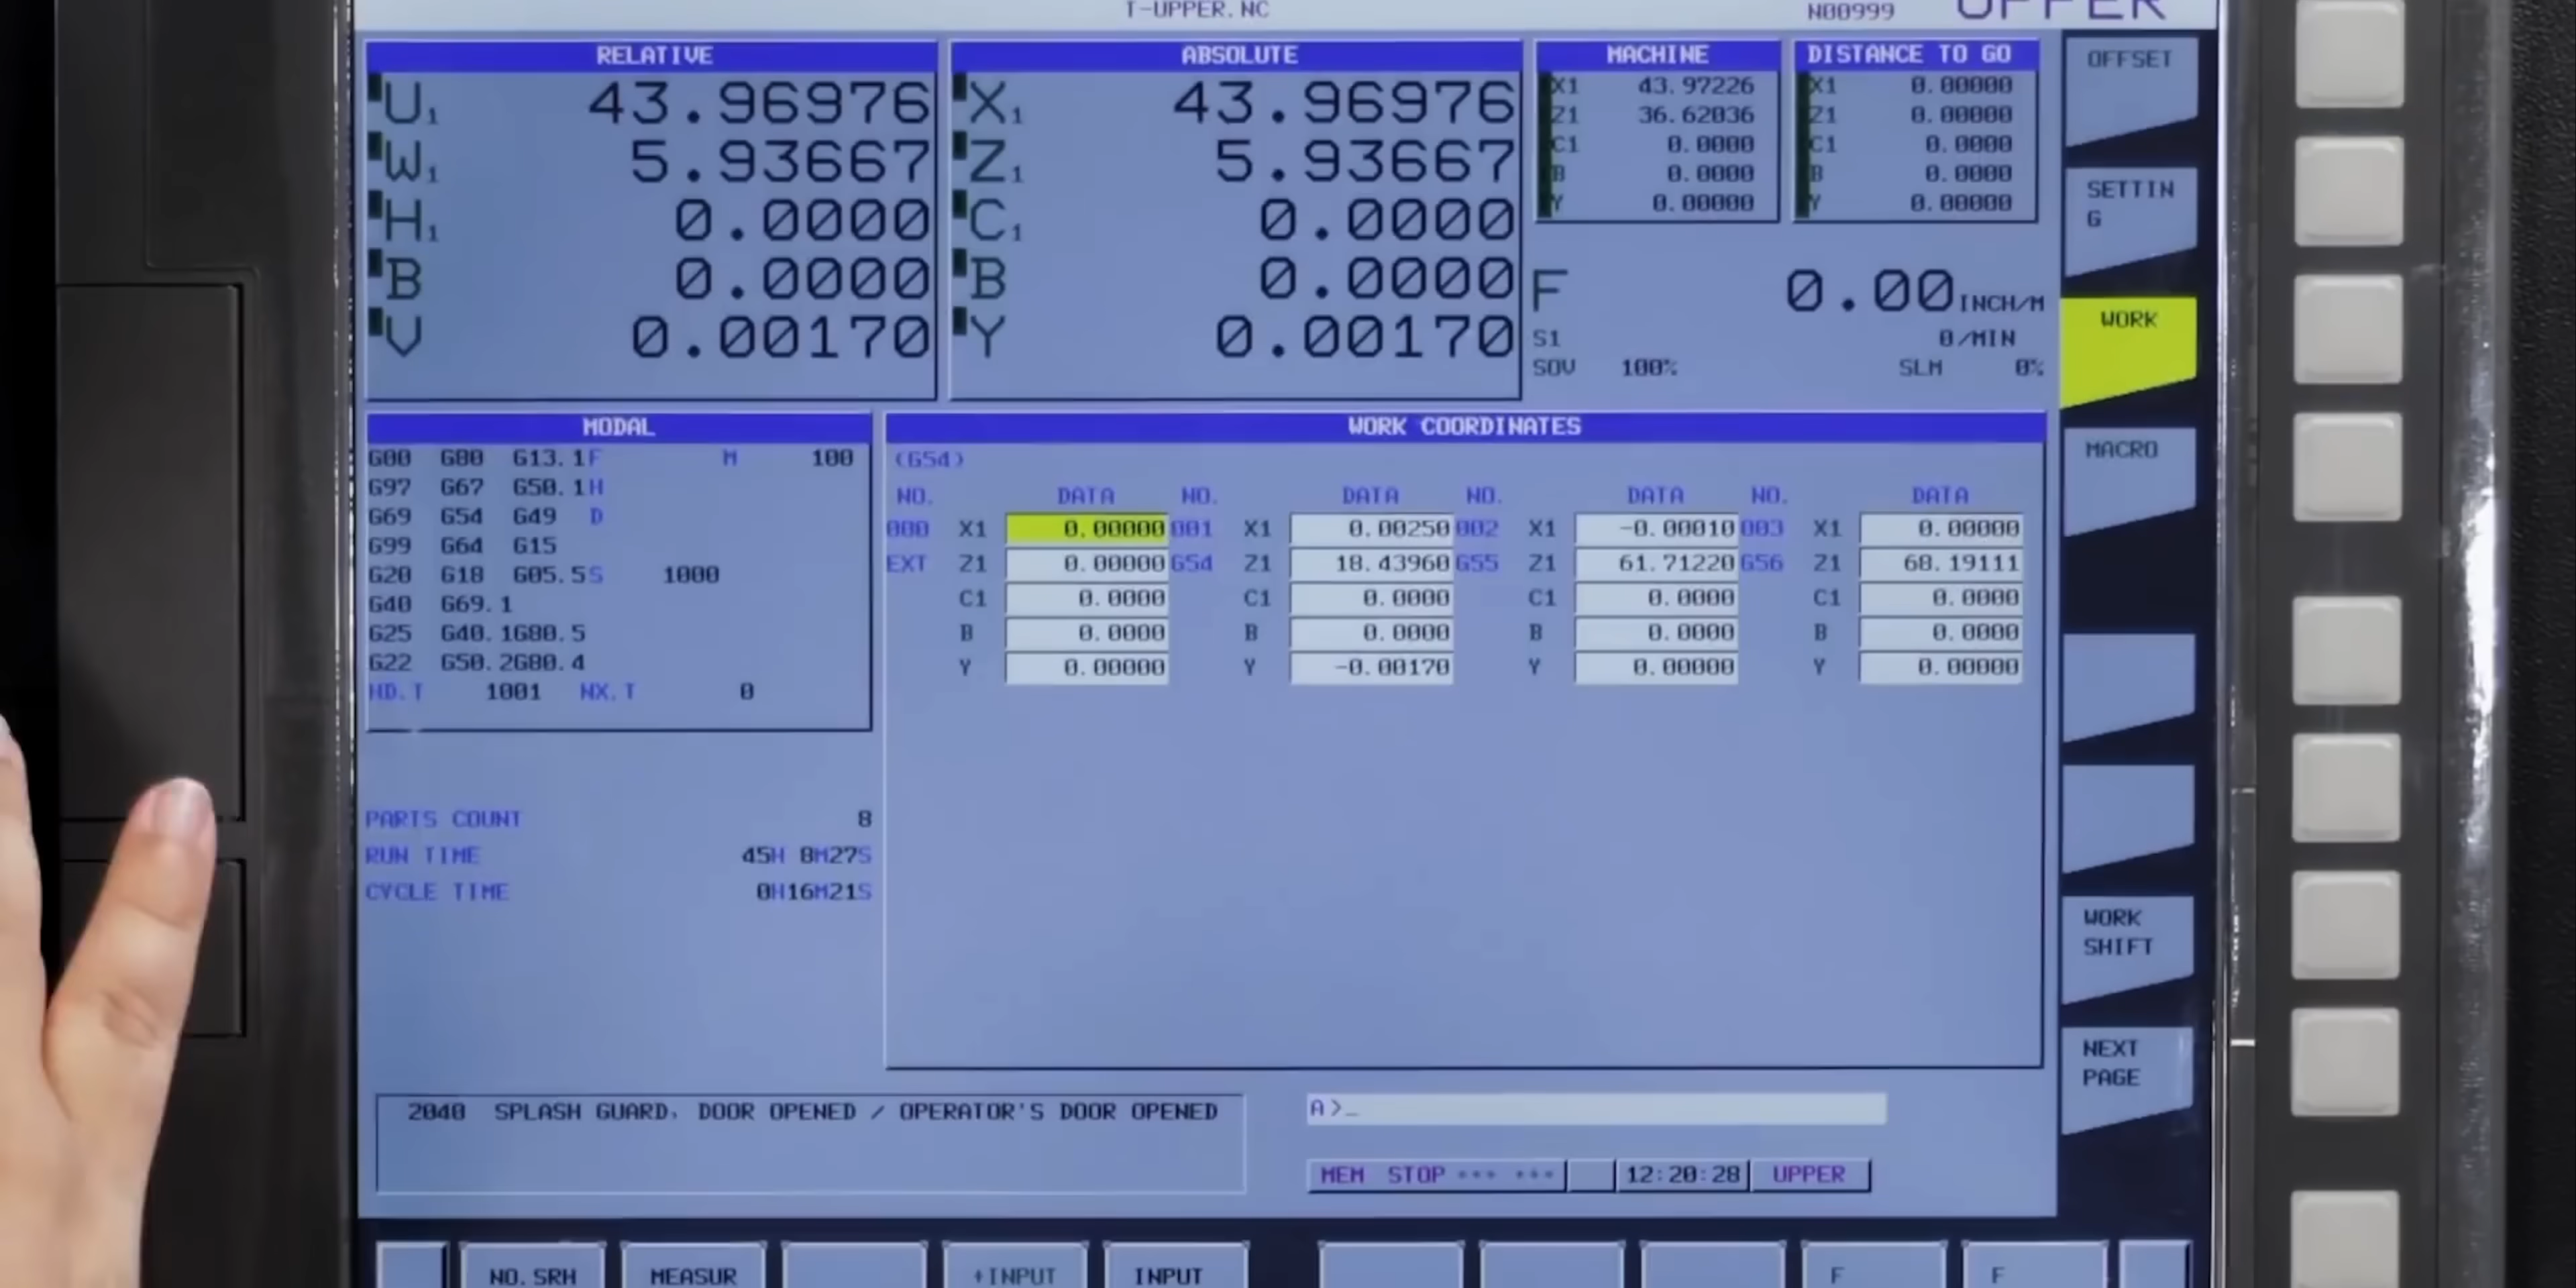 T-UPPER.NC N00999 UPPER
RELATIVE
U1 43.96976
W1 5.93667
H1 0.0000
B 0.0000
V 0.00170
ABSOLUTE
X1 43.96976
Z1 5.93667
C1 0.0000
B 0.0000
Y 0.00170
MACHINE
X1 43.97226
Z1 36.62036
C1 0.0000
B 0.0000
Y 0.00000
DISTANCE TO GO
X1 0.00000
Z1 0.00000
C1 0.0000
B 0.0000
Y 0.00000
F 0.00 INCH/M
S1 0/MIN
SOV 100% SLM 0%
MODAL
G00 G80 G13.1 F M 100
G97 G67 G50.1 H
G69 G54 G49 D
G99 G64 G15
G20 G18 G05.5 S 1000
G40 G69.1
G25 G40.1 G80.5
G22 G50.2 G80.4
HD.T 1001 NX.T 0
WORK COORDINATES
(G54)
NO. DATA NO. DATA NO. DATA NO. DATA
000 X1 0.00000 001 X1 0.00250 002 X1 -0.00010 003 X1 0.00000
EXT Z1 0.00000 G54 Z1 18.43960 G55 Z1 61.71220 G56 Z1 68.19111
C1 0.0000 C1 0.0000 C1 0.0000 C1 0.0000
B 0.0000 B 0.0000 B 0.0000 B 0.0000
Y 0.00000 Y -0.00170 Y 0.00000 Y 0.00000
PARTS COUNT 8
RUN TIME 45H 8M27S
CYCLE TIME 0H16M21S
2040 SPLASH GUARD, DOOR OPENED / OPERATOR'S DOOR OPENED
A>_
MEM STOP *** *** 12:20:28 UPPER
OFFSET
SETTIN
G
WORK
MACRO
WORK
SHIFT
NEXT
PAGE
NO.SRH MEASUR +INPUT INPUT F F